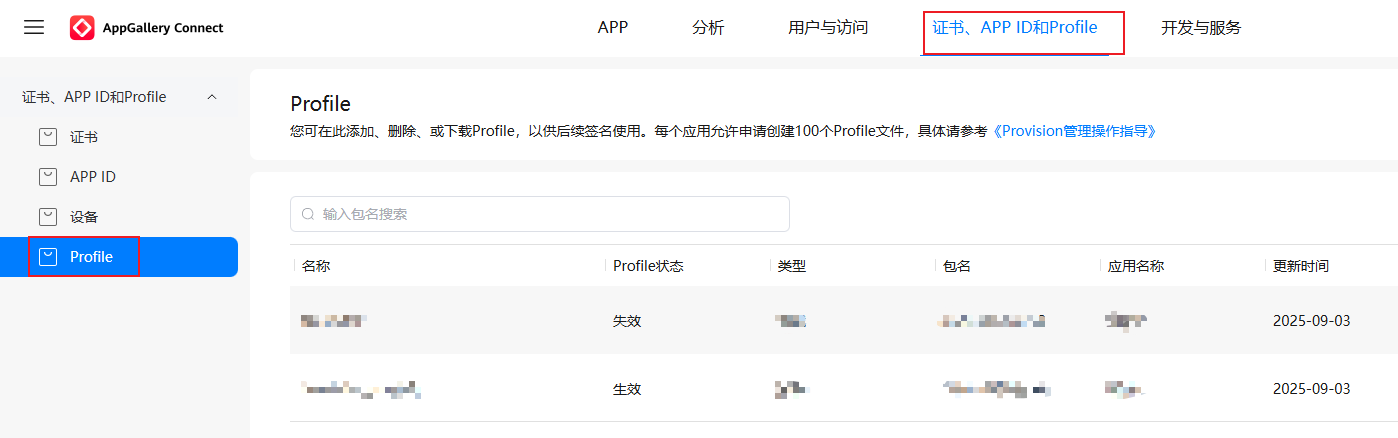 AppGallery Connect
APP 分析 用户与访问 证书、APP ID和Profile 开发与服务
证书、APP ID和Profile
证书
APP ID
设备
Profile
Profile
您可在此添加、删除、或下载Profile，以供后续签名使用。每个应用允许申请创建100个Profile文件，具体请参考《Provision管理操作指导》
输入包名搜索
名称 Profile状态 类型 包名 应用名称 更新时间
失效 2025-09-03
生效 2025-09-03